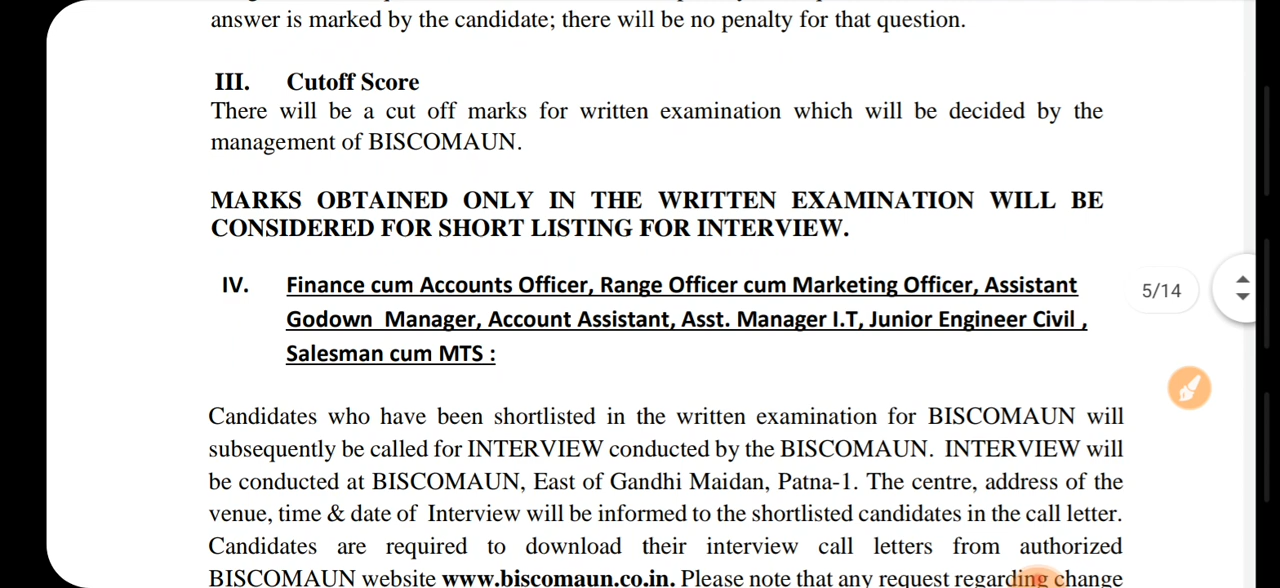 answer is marked by the candidate; there will be no penalty for that question.
III. Cutoff Score
There will be a cut off marks for written examination which will be decided by the
management of BISCOMAUN.
MARKS OBTAINED ONLY IN THE WRITTEN EXAMINATION WILL BE
CONSIDERED FOR SHORT LISTING FOR INTERVIEW.
IV. Finance cum Accounts Officer, Range Officer cum Marketing Officer, Assistant
Godown Manager, Account Assistant, Asst. Manager I.T, Junior Engineer Civil ,
Salesman cum MTS :
5/14
Candidates who have been shortlisted in the written examination for BISCOMAUN will
subsequently be called for INTERVIEW conducted by the BISCOMAUN. INTERVIEW will
be conducted at BISCOMAUN, East of Gandhi Maidan, Patna-1. The centre, address of the
venue, time & date of Interview will be informed to the shortlisted candidates in the call letter.
Candidates are required to download their interview call letters from authorized
BISCOMAUN website www.biscomaun.co.in. Please note that any request regarding change